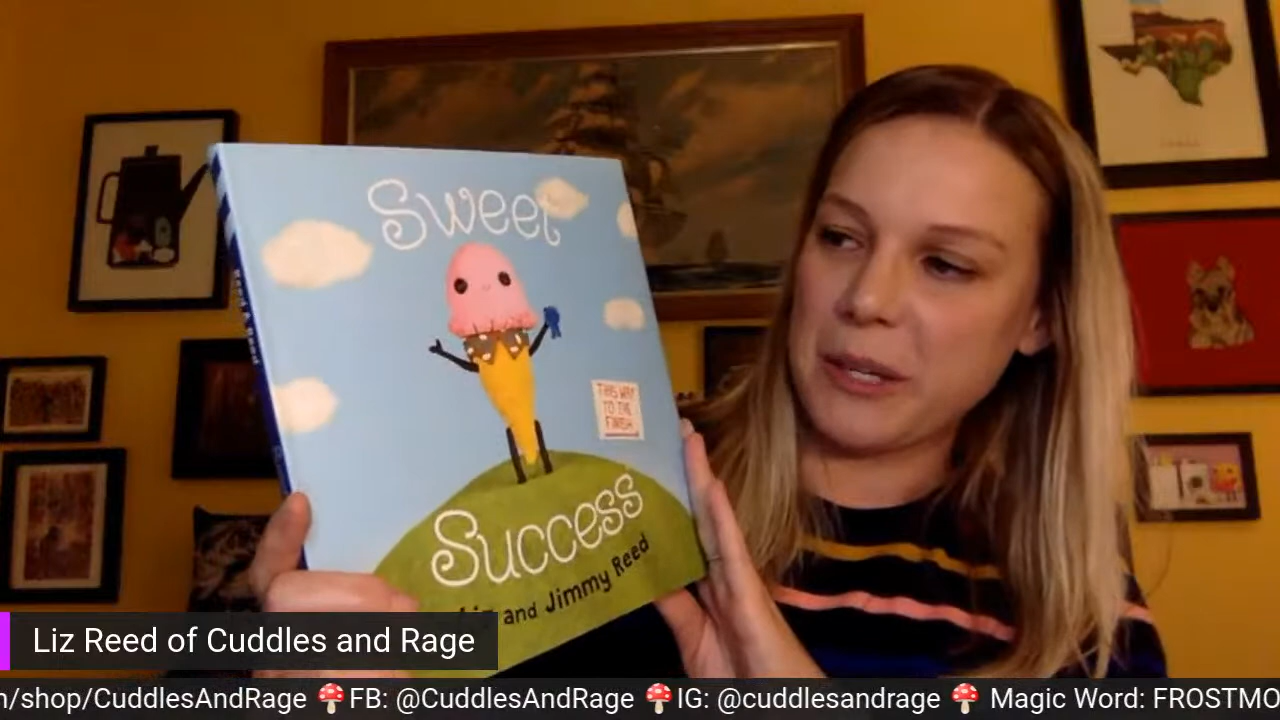 Sweet
THIS WAY
TO THE
FINISH
Success
Liz and Jimmy Reed
Liz Reed of Cuddles and Rage
n/shop/CuddlesAndRage 🍄FB: @CuddlesAndRage 🍄IG: @cuddlesandrage 🍄 Magic Word: FROSTMO